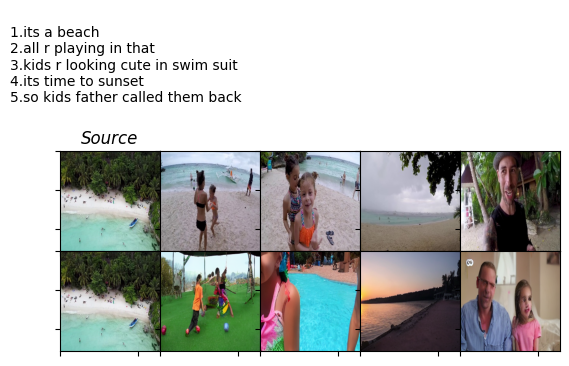 1.its a beach
2.all r playing in that
3.kids r looking cute in swim suit
4.its time to sunset
5.so kids father called them back
Source